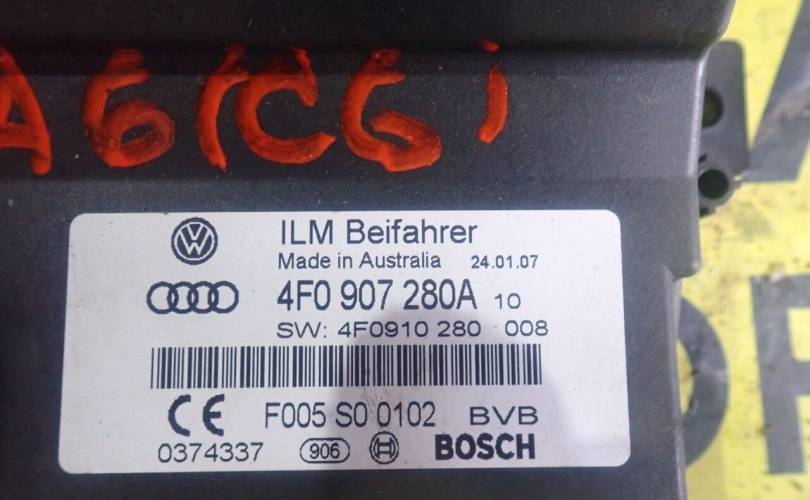 A6/C6
ILM Beifahrer
Made in Australia 24.01.07
4F0 907 280A 10
SW: 4F0910 280 008
CE F005 S0 0102 BVB
0374337 906 BOSCH